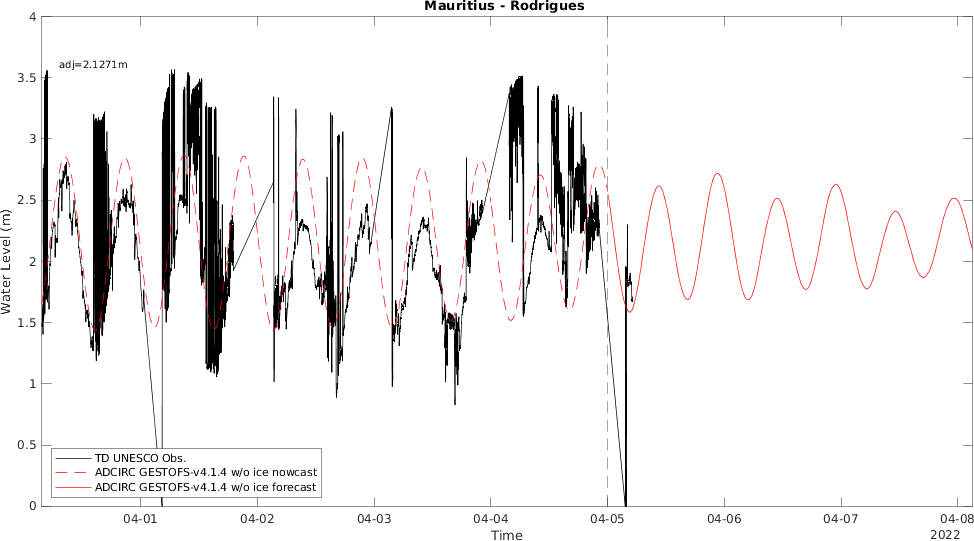 Mauritius - Rodrigues
4
3.5
3
2.5
2
1.5
1
0.5
0
Water Level (m)
adj=2.1271m
TD UNESCO Obs.
ADCIRC GESTOFS-v4.1.4 w/o ice nowcast
ADCIRC GESTOFS-v4.1.4 w/o ice forecast
04-01 04-02 04-03 04-04 04-05 04-06 04-07 04-08
Time
2022